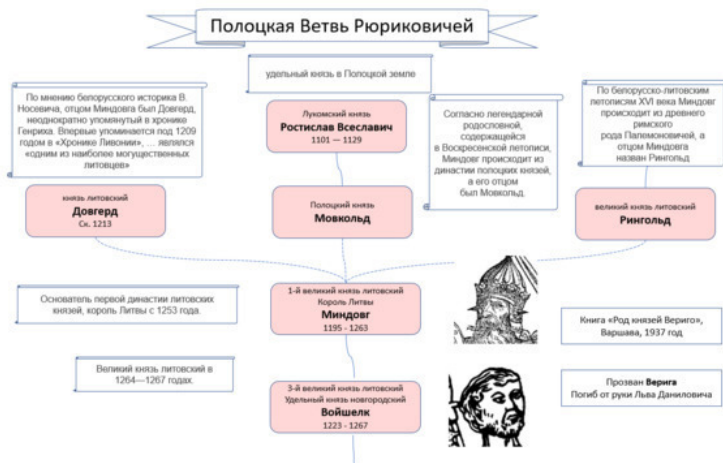 Полоцкая Ветвь Рюриковичей
удельный князь в Полоцкой земле
По мнению белорусского историка В.
Носевича, отцом Миндовга был Довгерд,
неоднократно упомянутый в хронике
Генриха. Впервые упоминается под 1209
годом в «Хронике Ливонии», … являлся
«одним из наиболее могущественных
литовцев»
Лукомский князь
Ростислав Всеславич
1101 — 1129
Согласно легендарной
родословной,
содержащейся
в Воскресенской летописи,
Миндовг происходит из
династии полоцких князей,
а его отцом
был Мовкольд.
По белорусско-литовским
летописям XVI века Миндовг
происходит из древнего
римского
рода Палемоновичей, а
отцом Миндовга
назван Рингольд
князь литовский
Довгерд
Ск. 1213
Полоцкий князь
Мовкольд
великий князь литовский
Рингольд
Основатель первой династии литовских
князей, король Литвы с 1253 года.
1-й великий князь литовский
Король Литвы
Миндовг
1195 - 1263
Книга «Род князей Вериго»,
Варшава, 1937 год
Великий князь литовский в
1264—1267 годах.
3-й великий князь литовский
Удельный князь новгородский
Войшелк
1223 - 1267
Прозван Верига
Погиб от руки Льва Даниловича